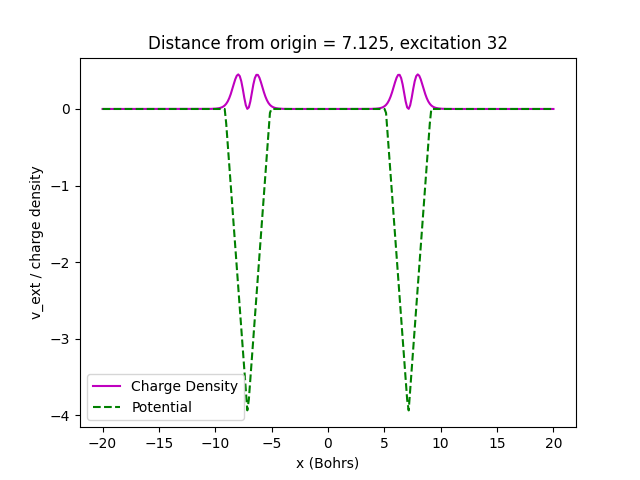 Distance from origin = 7.125, excitation 32
v_ext / charge density
0
−1
−2
−3
−4
Charge Density
Potential
−20
−15
−10
−5
0
5
10
15
20
x (Bohrs)